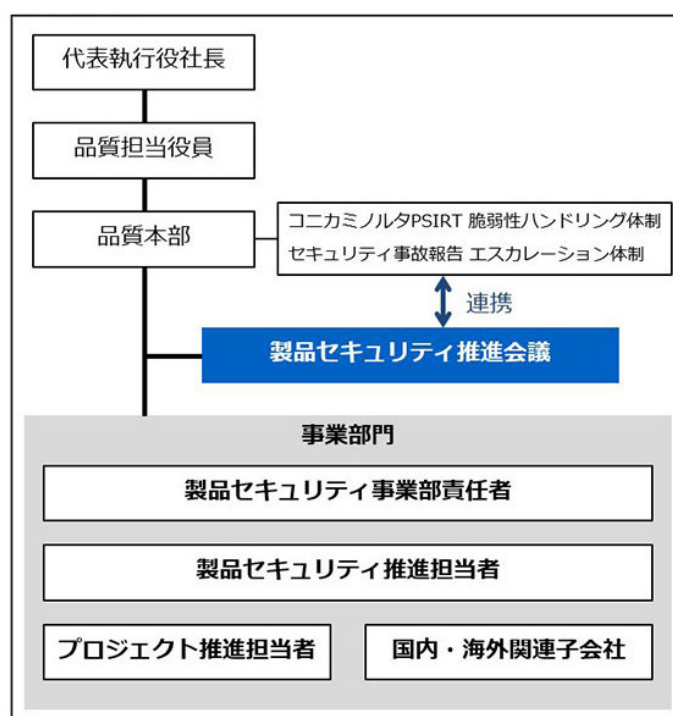 代表執行役社長
品質担当役員
品質本部
コニカミノルタPSIRT 脆弱性ハンドリング体制
セキュリティ事故報告 エスカレーション体制
連携
製品セキュリティ推進会議
事業部門
製品セキュリティ事業部責任者
製品セキュリティ推進担当者
プロジェクト推進担当者
国内・海外関連子会社